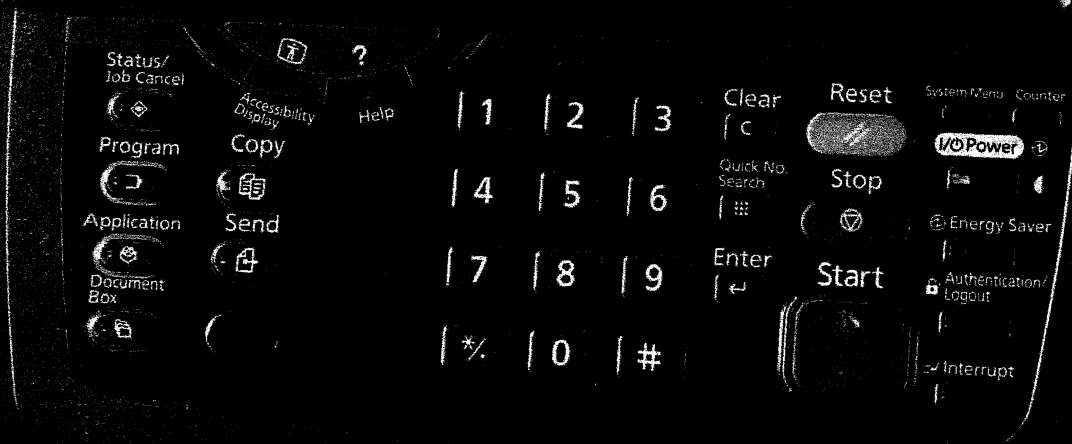 Status/
Job Cancel
?
Accessibility
Display
Help
Program
Copy
Application
Send
Document
Box
1 2 3
4 5 6
7 8 9
*/. 0 #
Clear
C
Quick No.
Search
Enter
Reset
Stop
Start
System Menu Counter
I/⏻ Power
Energy Saver
Authentication/
Logout
Interrupt